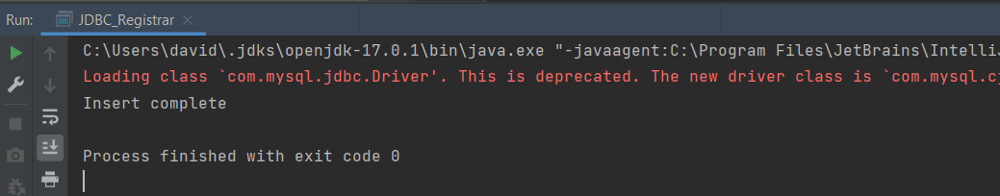 Run: JDBC_Registrar
C:\Users\david\.jdks\openjdk-17.0.1\bin\java.exe "-javaagent:C:\Program Files\JetBrains\IntelliJ
Loading class `com.mysql.jdbc.Driver'. This is deprecated. The new driver class is `com.mysql.cj
Insert complete
Process finished with exit code 0